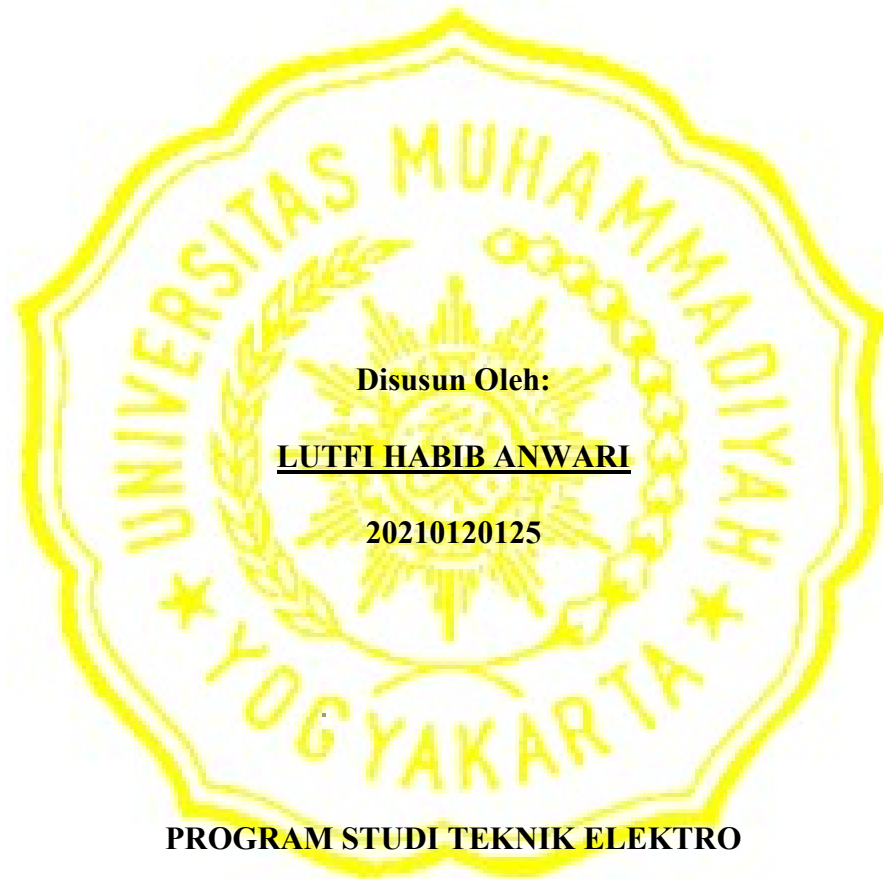 UNIVERSITAS MUHAMMADIYAH
YOGYAKARTA
Disusun Oleh:
LUTFI HABIB ANWARI
20210120125
PROGRAM STUDI TEKNIK ELEKTRO